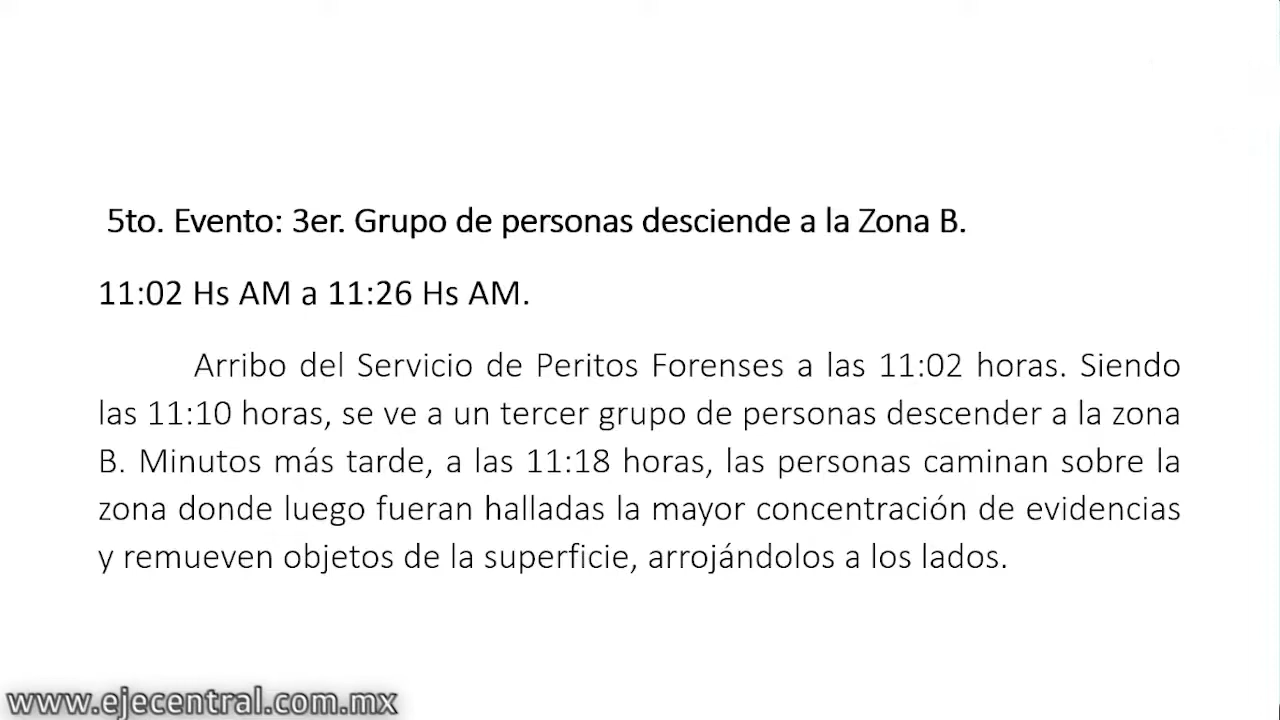 5to. Evento: 3er. Grupo de personas desciende a la Zona B.
11:02 Hs AM a 11:26 Hs AM.
Arribo del Servicio de Peritos Forenses a las 11:02 horas. Siendo
las 11:10 horas, se ve a un tercer grupo de personas descender a la zona
B. Minutos más tarde, a las 11:18 horas, las personas caminan sobre la
zona donde luego fueran halladas la mayor concentración de evidencias
y remueven objetos de la superficie, arrojándolos a los lados.
www.ejecentral.com.mx